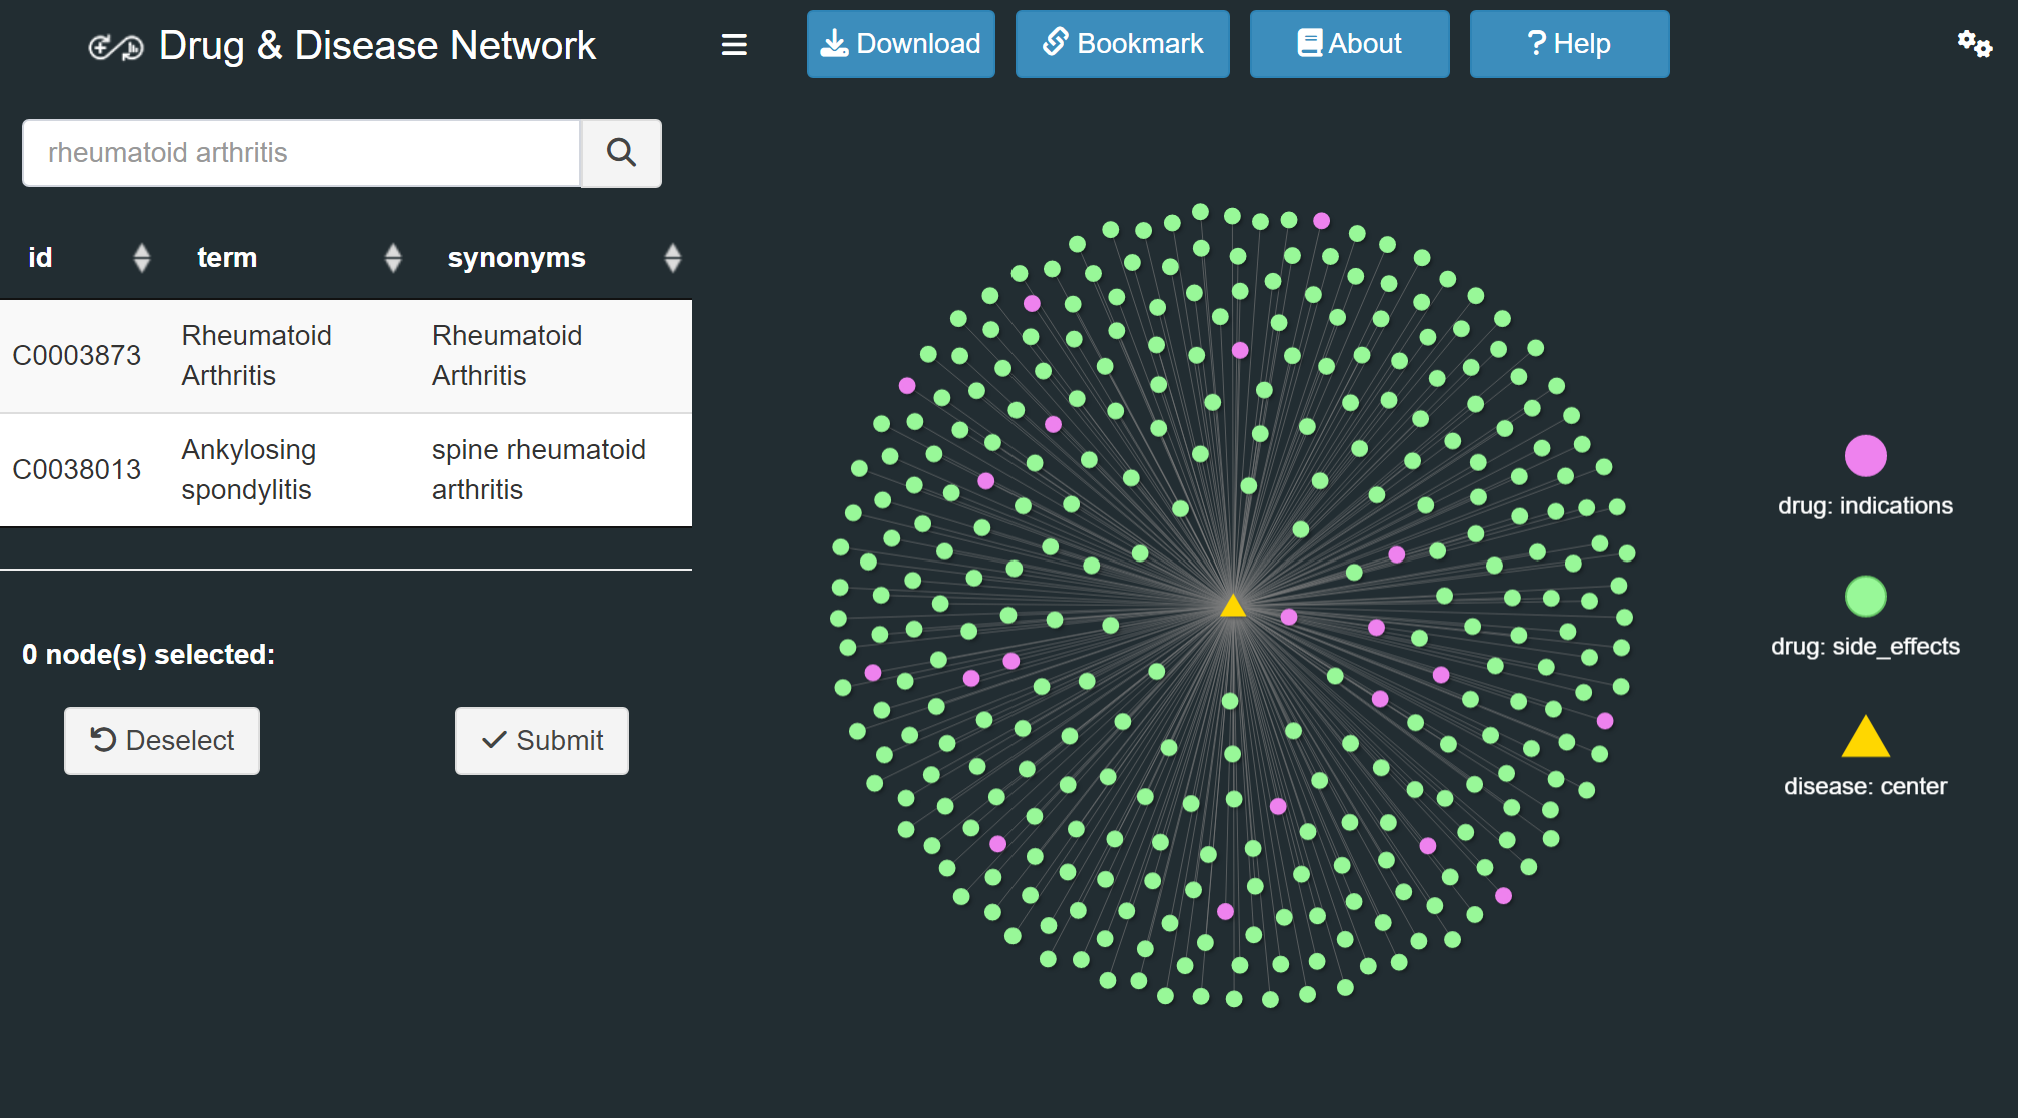 Drug & Disease Network
Download
Bookmark
About
? Help
rheumatoid arthritis
id term synonyms
C0003873 Rheumatoid Arthritis Rheumatoid Arthritis
C0038013 Ankylosing spondylitis spine rheumatoid arthritis
0 node(s) selected:
Deselect
Submit
drug: indications
drug: side_effects
disease: center